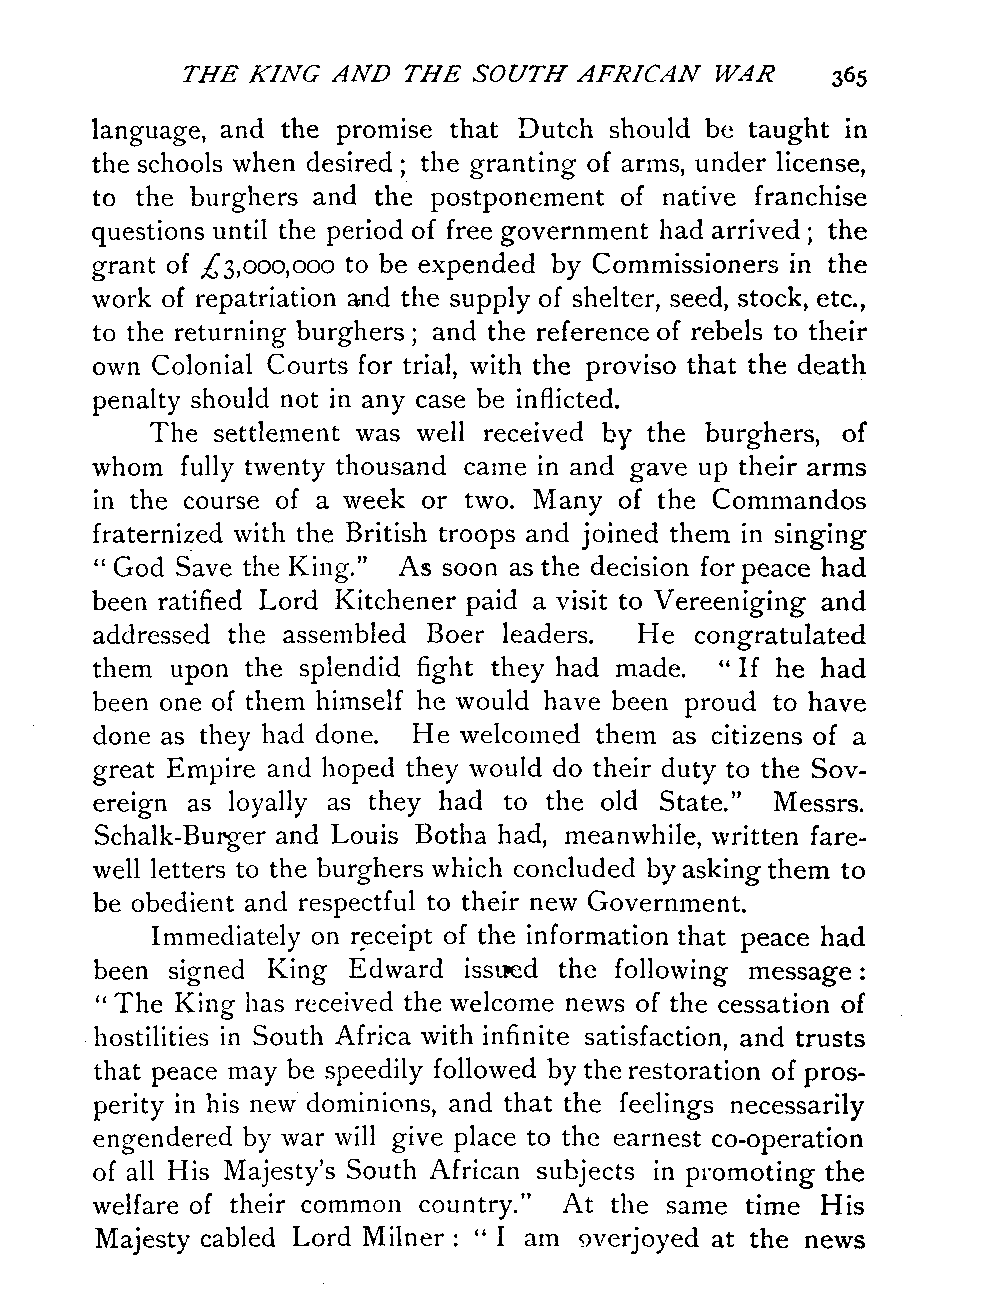 THE KING AND THE SOUTH AFRICAN WAR 365
language, and the promise that Dutch should be taught in
the schools when desired; the granting of arms, under license,
to the burghers and the postponement of native franchise
questions until the period of free government had arrived; the
grant of £3,000,000 to be expended by Commissioners in the
work of repatriation and the supply of shelter, seed, stock, etc.,
to the returning burghers; and the reference of rebels to their
own Colonial Courts for trial, with the proviso that the death
penalty should not in any case be inflicted.
The settlement was well received by the burghers, of
whom fully twenty thousand came in and gave up their arms
in the course of a week or two. Many of the Commandos
fraternized with the British troops and joined them in singing
“God Save the King.” As soon as the decision for peace had
been ratified Lord Kitchener paid a visit to Vereeniging and
addressed the assembled Boer leaders. He congratulated
them upon the splendid fight they had made. “If he had
been one of them himself he would have been proud to have
done as they had done. He welcomed them as citizens of a
great Empire and hoped they would do their duty to the Sov-
ereign as loyally as they had to the old State.” Messrs.
Schalk-Burger and Louis Botha had, meanwhile, written fare-
well letters to the burghers which concluded by asking them to
be obedient and respectful to their new Government.
Immediately on receipt of the information that peace had
been signed King Edward issued the following message:
“The King has received the welcome news of the cessation of
hostilities in South Africa with infinite satisfaction, and trusts
that peace may be speedily followed by the restoration of pros-
perity in his new dominions, and that the feelings necessarily
engendered by war will give place to the earnest co-operation
of all His Majesty's South African subjects in promoting the
welfare of their common country.” At the same time His
Majesty cabled Lord Milner: “I am overjoyed at the news